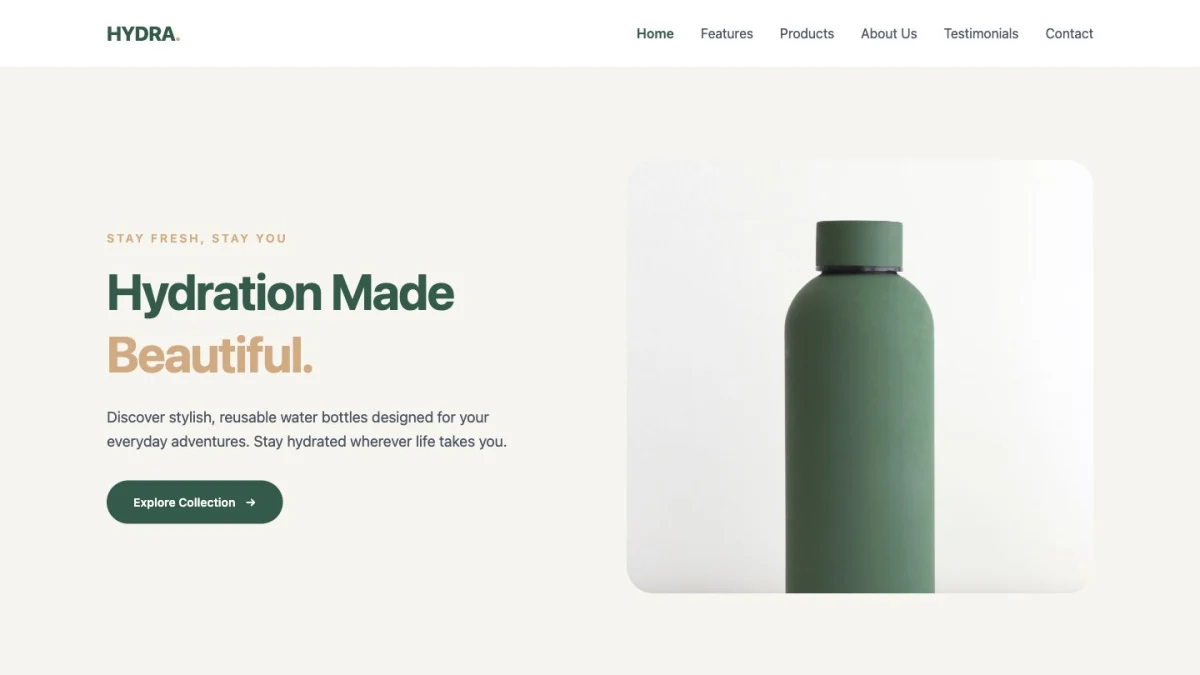 HYDRA.
Home
Features
Products
About Us
Testimonials
Contact
STAY FRESH, STAY YOU
Hydration Made
Beautiful.
Discover stylish, reusable water bottles designed for your
everyday adventures. Stay hydrated wherever life takes you.
Explore Collection →